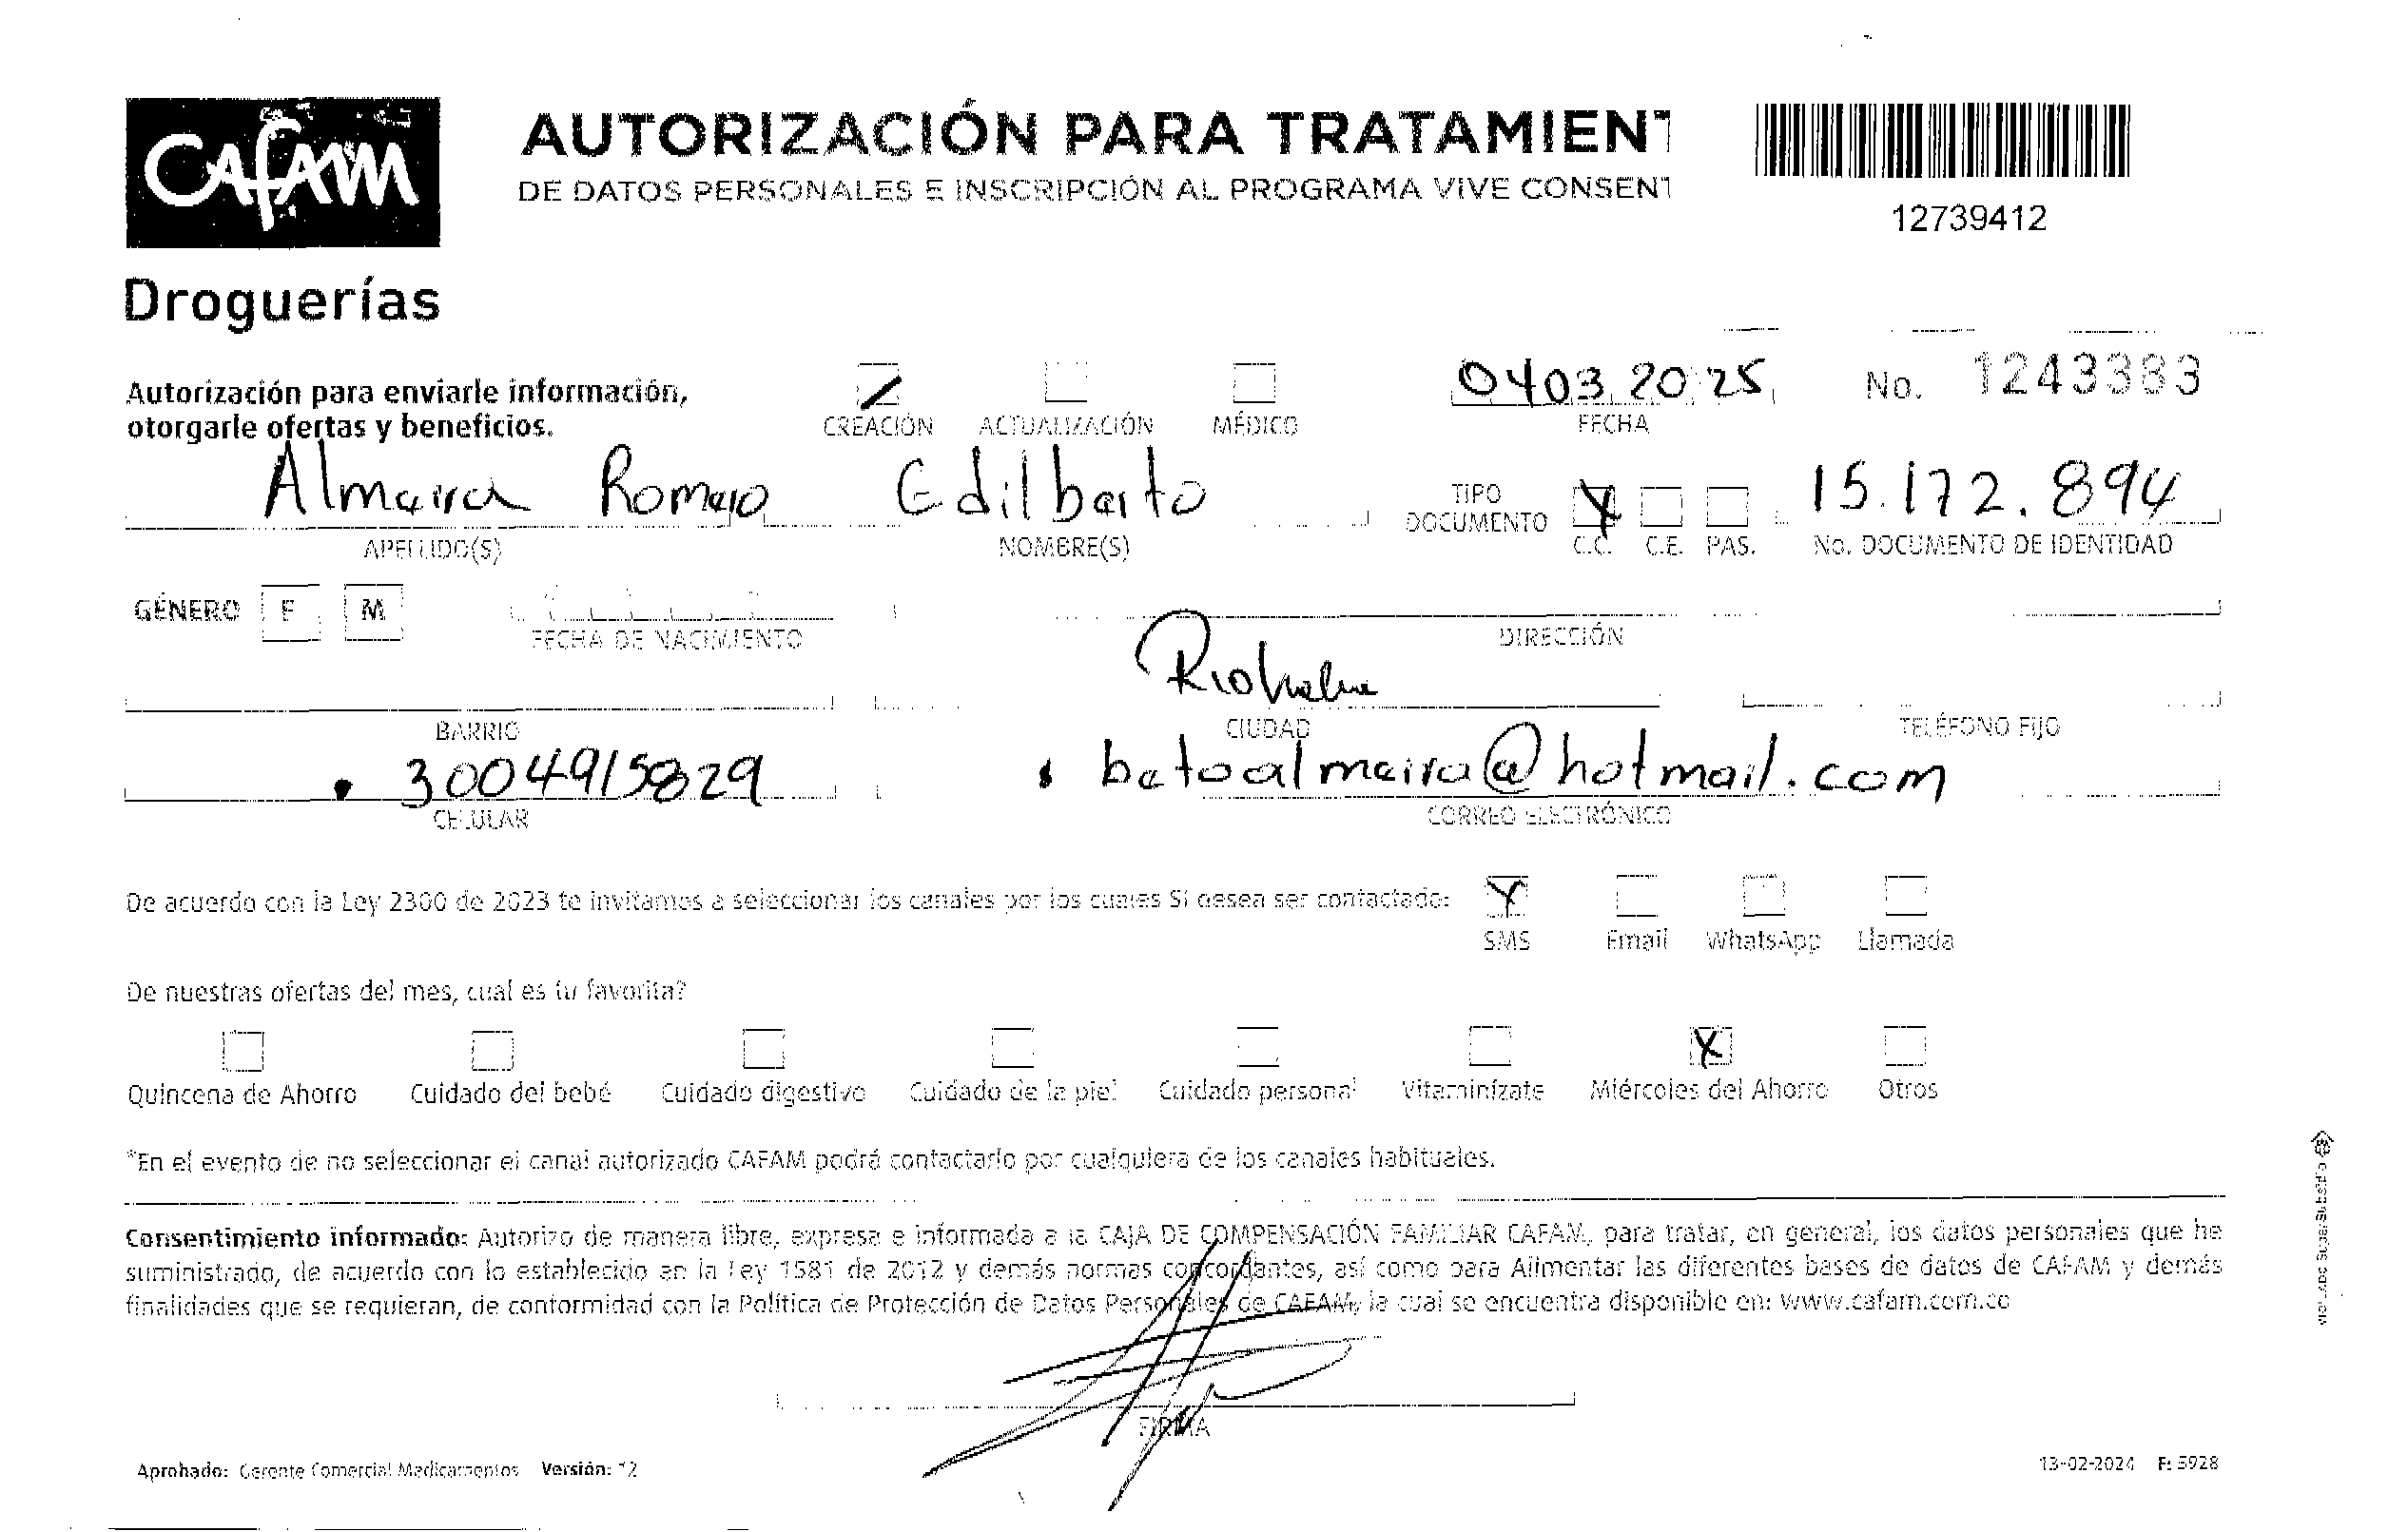 CAFAM
Droguerías
AUTORIZACIÓN PARA TRATAMIENT
DE DATOS PERSONALES E INSCRIPCIÓN AL PROGRAMA VIVE CONSENT
12739412
Autorización para enviarle información,
otorgarle ofertas y beneficios.
CREACIÓN ACTUALIZACIÓN MÉDICO
04 03 2025
FECHA
No. 1243383
Almaira Romero Edilberto
APELLIDO(S) NOMBRE(S)
TIPO
DOCUMENTO
X
C.C. C.E. PAS.
15.172.894
No. DOCUMENTO DE IDENTIDAD
GÉNERO F M
FECHA DE NACIMIENTO
DIRECCIÓN
BARRIO CIUDAD TELÉFONO FIJO
3004915829
betoalmaira@hotmail.com
CELULAR CORREO ELECTRÓNICO
De acuerdo con la Ley 2300 de 2023 te invitamos a seleccionar los canales por los cuales Sí desea ser contactado:
X
SMS Email WhatsApp Llamada
De nuestras ofertas del mes, cual es tu favorita?
X
Quincena de Ahorro Cuidado del bebé Cuidado digestivo Cuidado de la piel Cuidado personal Vitaminízate Miércoles del Ahorro Otros
*En el evento de no seleccionar el canal autorizado CAFAM podrá contactarlo por cualquiera de los canales habituales.
Consentimiento informado: Autorizo de manera libre, expresa e informada a la CAJA DE COMPENSACIÓN FAMILIAR CAFAM, para tratar, en general, los datos personales que he
suministrado, de acuerdo con lo establecido en la Ley 1581 de 2012 y demás normas concordantes, así como para Alimentar las diferentes bases de datos de CAFAM y demás
finalidades que se requieran, de conformidad con la Política de Protección de Datos Personales de CAFAM, la cual se encuentra disponible en: www.cafam.com.co
FIRMA
Aprobado: Gerente Comercial Medicamentos Versión: 12
13-02-2024 F: 5928
SuperSubsidio